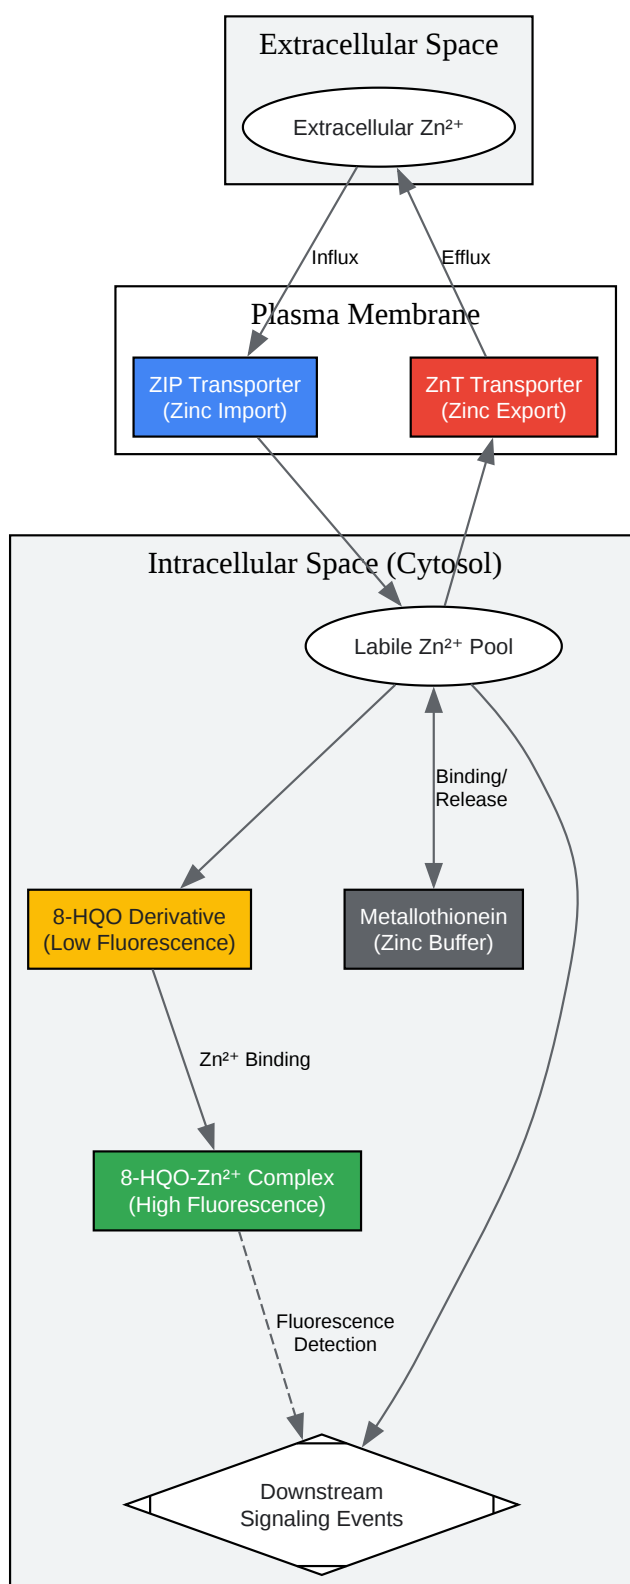 Extracellular Space
Extracellular Zn²⁺
Influx
Efflux
Plasma Membrane
ZIP Transporter
(Zinc Import)
ZnT Transporter
(Zinc Export)
Intracellular Space (Cytosol)
Labile Zn²⁺ Pool
Binding/
Release
8-HQO Derivative
(Low Fluorescence)
Metallothionein
(Zinc Buffer)
Zn²⁺ Binding
8-HQO-Zn²⁺ Complex
(High Fluorescence)
Fluorescence
Detection
Downstream
Signaling Events